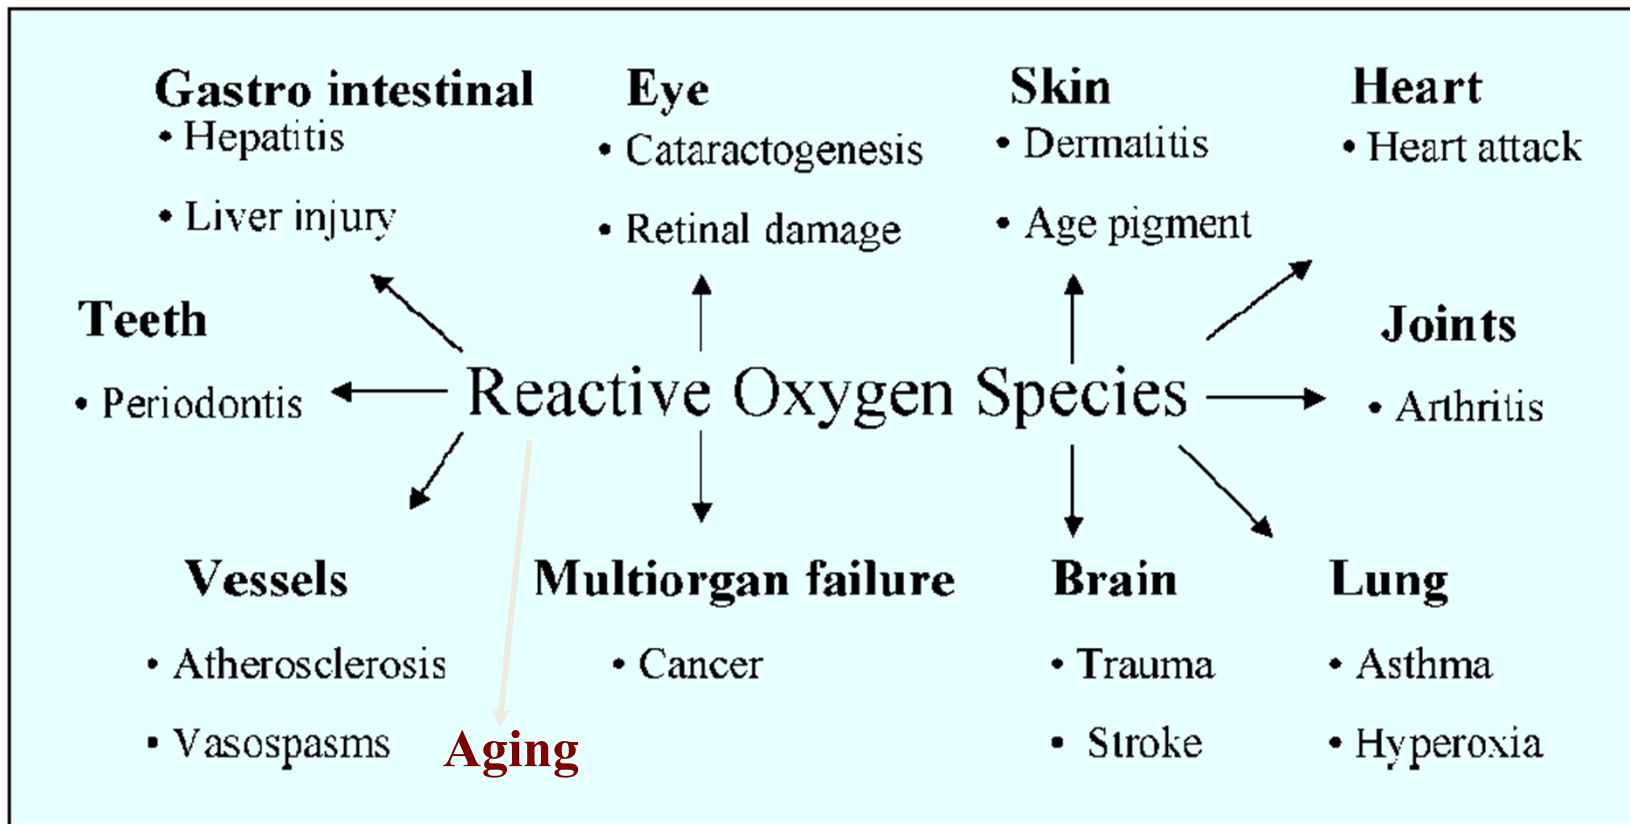 Gastro intestinal
• Hepatitis
• Liver injury
Eye
• Cataractogenesis
• Retinal damage
Skin
• Dermatitis
• Age pigment
Heart
• Heart attack
Teeth
• Periodontis
Reactive Oxygen Species
Joints
• Arthritis
Vessels
• Atherosclerosis
• Vasospasms
Aging
Multiorgan failure
• Cancer
Brain
• Trauma
• Stroke
Lung
• Asthma
• Hyperoxia